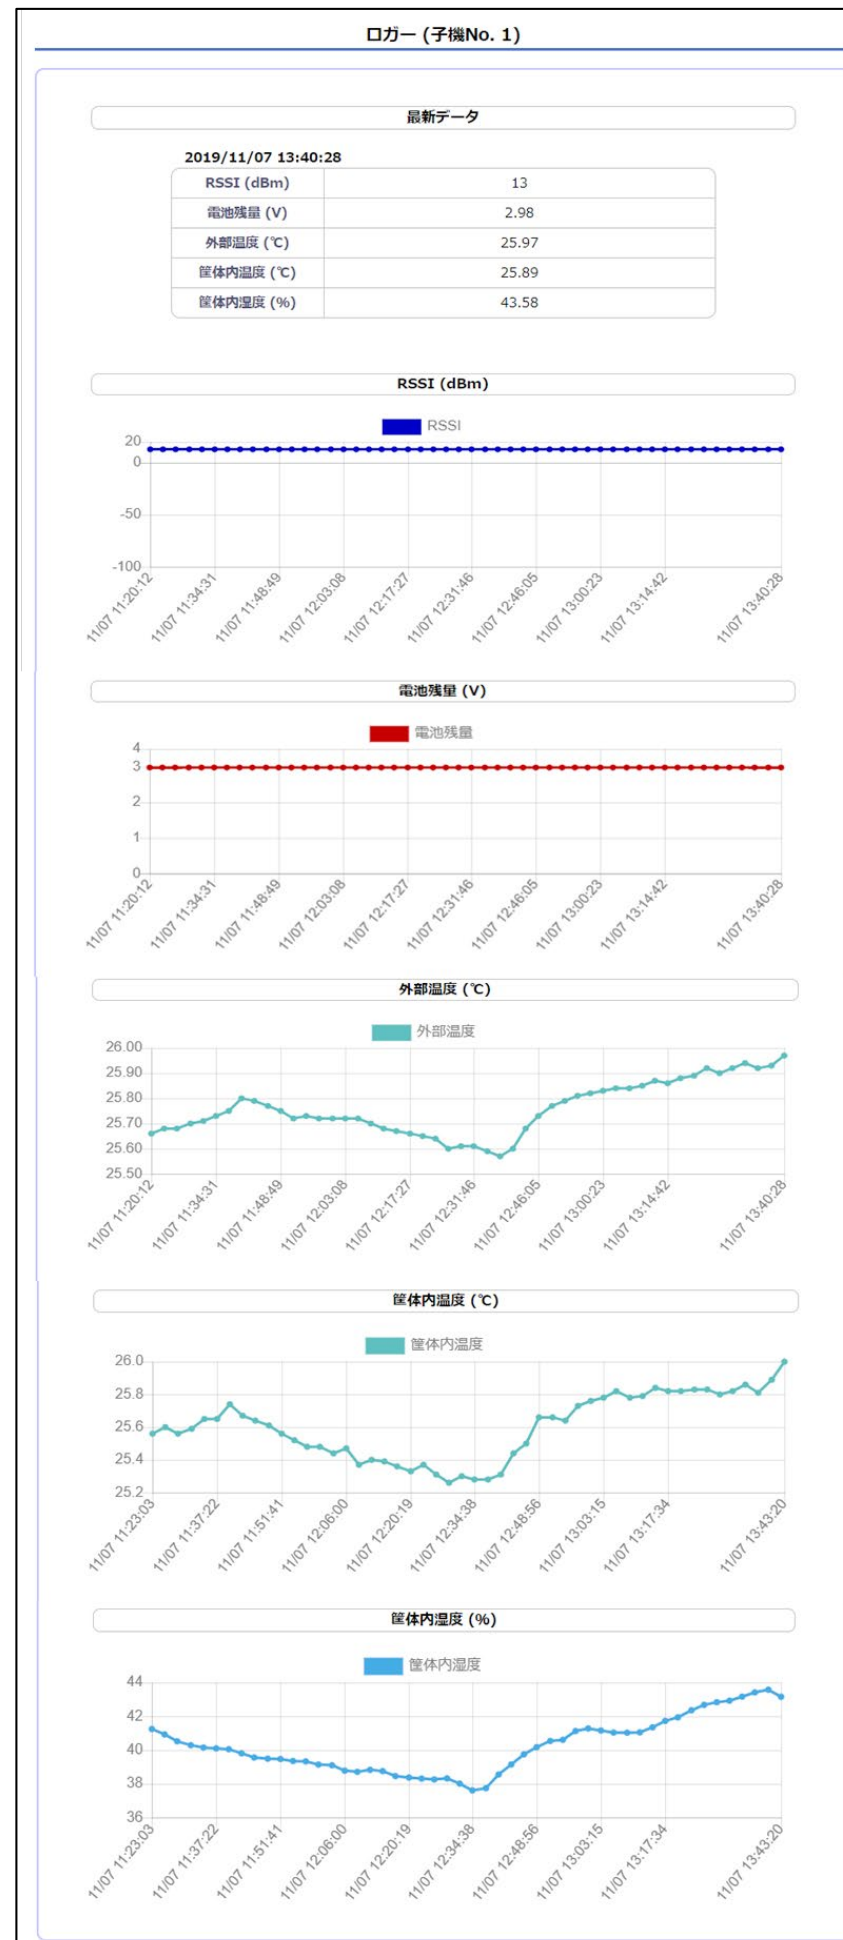 ロガー (子機No. 1)
最新データ
2019/11/07 13:40:28
RSSI (dBm) 13
電池残量 (V) 2.98
外部温度 (℃) 25.97
筐体内温度 (℃) 25.89
筐体内湿度 (%) 43.58
RSSI (dBm)
RSSI
20
0
-50
-100
11/07 11:20:12 11/07 11:34:31 11/07 11:48:49 11/07 12:03:08 11/07 12:17:27 11/07 12:31:46 11/07 12:46:05 11/07 13:00:23 11/07 13:14:42 11/07 13:40:28
電池残量 (V)
電池残量
4
3
2
1
0
11/07 11:20:12 11/07 11:34:31 11/07 11:48:49 11/07 12:03:08 11/07 12:17:27 11/07 12:31:46 11/07 12:46:05 11/07 13:00:23 11/07 13:14:42 11/07 13:40:28
外部温度 (℃)
外部温度
26.00
25.90
25.80
25.70
25.60
25.50
11/07 11:20:12 11/07 11:34:31 11/07 11:48:49 11/07 12:03:08 11/07 12:17:27 11/07 12:31:46 11/07 12:46:05 11/07 13:00:23 11/07 13:14:42 11/07 13:40:28
筐体内温度 (℃)
筐体内温度
26.0
25.8
25.6
25.4
25.2
11/07 11:23:03 11/07 11:37:22 11/07 11:51:41 11/07 12:06:00 11/07 12:20:19 11/07 12:34:38 11/07 12:48:56 11/07 13:03:15 11/07 13:17:34 11/07 13:43:20
筐体内湿度 (%)
筐体内湿度
44
42
40
38
36
11/07 11:23:03 11/07 11:37:22 11/07 11:51:41 11/07 12:06:00 11/07 12:20:19 11/07 12:34:38 11/07 12:48:56 11/07 13:03:15 11/07 13:17:34 11/07 13:43:20